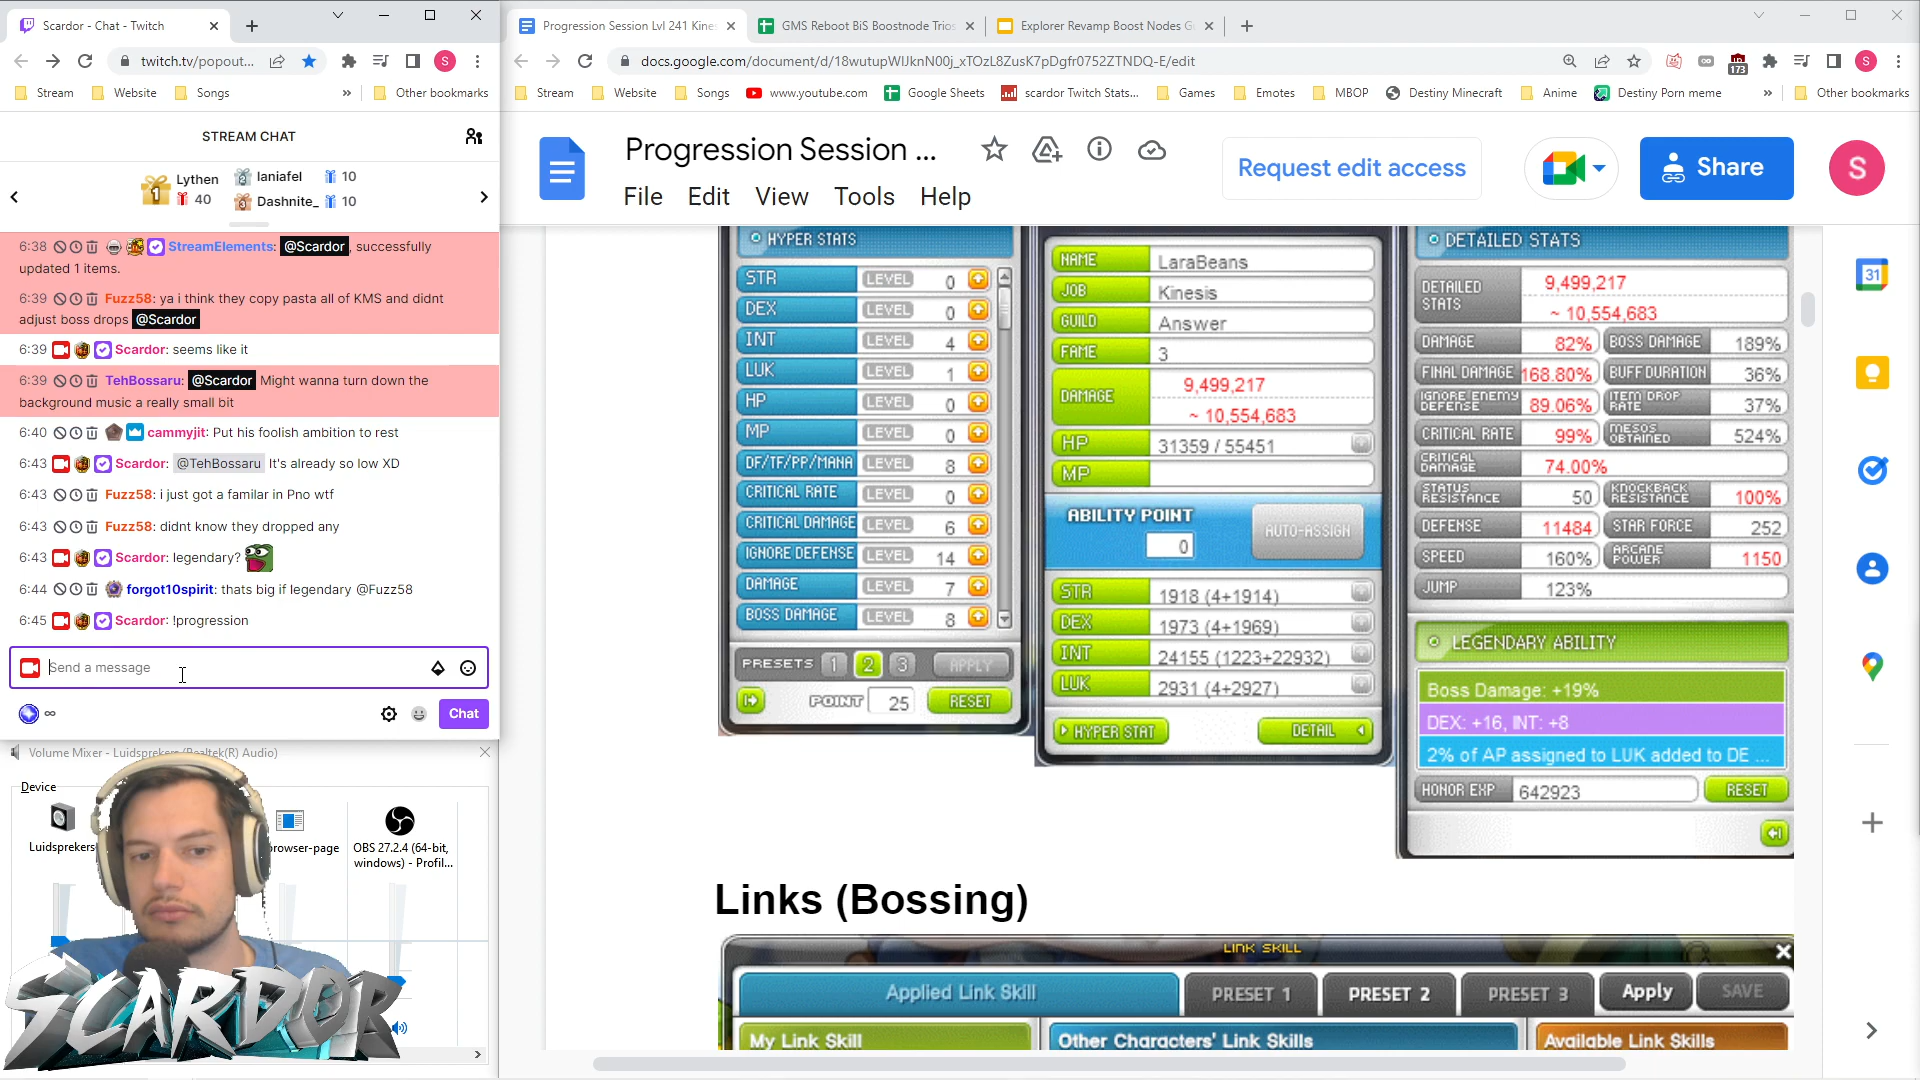 Scardor - Chat - Twitch
twitch.tv/popout...
Stream
Website
Songs
»
Other bookmarks
STREAM CHAT
Lythen
40
laniafel
10
Dashnite_
10
6:38 StreamElements: @Scardor, successfully
updated 1 items.
6:39 Fuzz58: ya i think they copy pasta all of KMS and didnt
adjust boss drops @Scardor
6:39 Scardor: seems like it
6:39 TehBossaru: @Scardor Might wanna turn down the
background music a really small bit
6:40 cammyjit: Put his foolish ambition to rest
6:43 Scardor: @TehBossaru It's already so low XD
6:43 Fuzz58: i just got a familar in Pno wtf
6:43 Fuzz58: didnt know they dropped any
6:43 Scardor: legendary?
6:44 forgot10spirit: thats big if legendary @Fuzz58
6:45 Scardor: !progression
Send a message
∞
Chat
Volume Mixer - Luidsprekers (Realtek(R) Audio)
Device
Luidsprekers
browser-page
OBS 27.2.4 (64-bit,
windows) - Profil...
SCARDOR
Progression Session Lvl 241 Kine
GMS Reboot BiS Boostnode Trios
Explorer Revamp Boost Nodes G
docs.google.com/document/d/18wutupWIJknN00j_xTOzL8ZusK7pDgfr0752ZTNDQ-E/edit
173
S
Stream
Website
Songs
www.youtube.com
Google Sheets
scardor Twitch Stats...
Games
Emotes
MBOP
Destiny Minecraft
Anime
Destiny Porn meme
»
Other bookmarks
Progression Session ...
File Edit View Tools Help
Request edit access
Share
S
31
HYPER STATS
STR LEVEL 0
DEX LEVEL 0
INT LEVEL 4
LUK LEVEL 1
HP LEVEL 0
MP LEVEL 0
DF/TF/PP/MANA LEVEL 8
CRITICAL RATE LEVEL 0
CRITICAL DAMAGE LEVEL 6
IGNORE DEFENSE LEVEL 14
DAMAGE LEVEL 7
BOSS DAMAGE LEVEL 8
PRESETS 1 2 3 APPLY
POINT 25 RESET
NAME LaraBeans
JOB Kinesis
GUILD Answer
FAME 3
DAMAGE 9,499,217
~ 10,554,683
HP 31359 / 55451
MP
ABILITY POINT
0
AUTO-ASSIGN
STR 1918 (4+1914)
DEX 1973 (4+1969)
INT 24155 (1223+22932)
LUK 2931 (4+2927)
HYPER STAT DETAIL
DETAILED STATS
DETAILED STATS 9,499,217
~ 10,554,683
DAMAGE 82% BOSS DAMAGE 189%
FINAL DAMAGE 168.80% BUFF DURATION 36%
IGNORE ENEMY DEFENSE 89.06% ITEM DROP RATE 37%
CRITICAL RATE 99% MESOS OBTAINED 524%
CRITICAL DAMAGE 74.00%
STATUS RESISTANCE 50 KNOCKBACK RESISTANCE 100%
DEFENSE 11484 STAR FORCE 252
SPEED 160% ARCANE POWER 1150
JUMP 123%
LEGENDARY ABILITY
Boss Damage: +19%
DEX: +16, INT: +8
2% of AP assigned to LUK added to DE ...
HONOR EXP 642923 RESET
Links (Bossing)
LINK SKILL
Applied Link Skill PRESET 1 PRESET 2 PRESET 3 Apply SAVE
My Link Skill Other Characters' Link Skills Available Link Skills